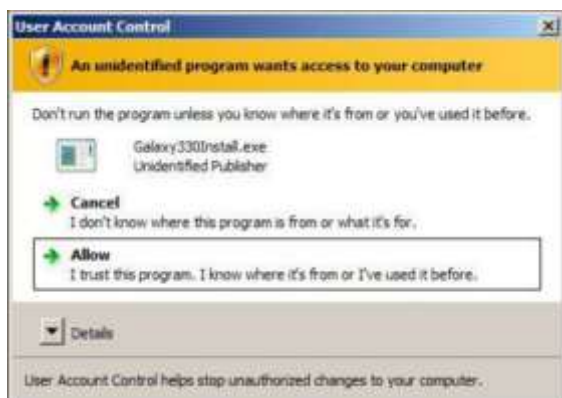 User Account Control
An unidentified program wants access to your computer
Don't run the program unless you know where it's from or you've used it before.
Galaxy330Install.exe
Unidentified Publisher
Cancel
I don't know where this program is from or what it's for.
Allow
I trust this program. I know where it's from or I've used it before.
Details
User Account Control helps stop unauthorized changes to your computer.